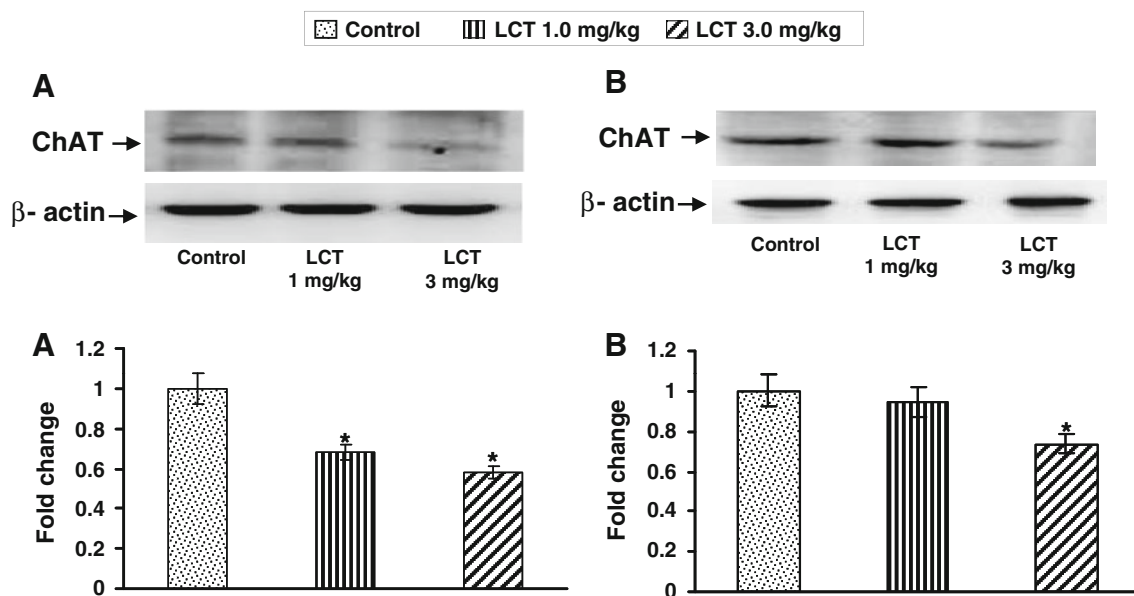 Control LCT 1.0 mg/kg LCT 3.0 mg/kg
A
ChAT
β- actin
Control LCT 1 mg/kg LCT 3 mg/kg
B
ChAT
β- actin
Control LCT 1 mg/kg LCT 3 mg/kg
A
Fold change
1.2
1
0.8
0.6
0.4
0.2
0
* *
B
Fold change
1.2
1
0.8
0.6
0.4
0.2
0
*